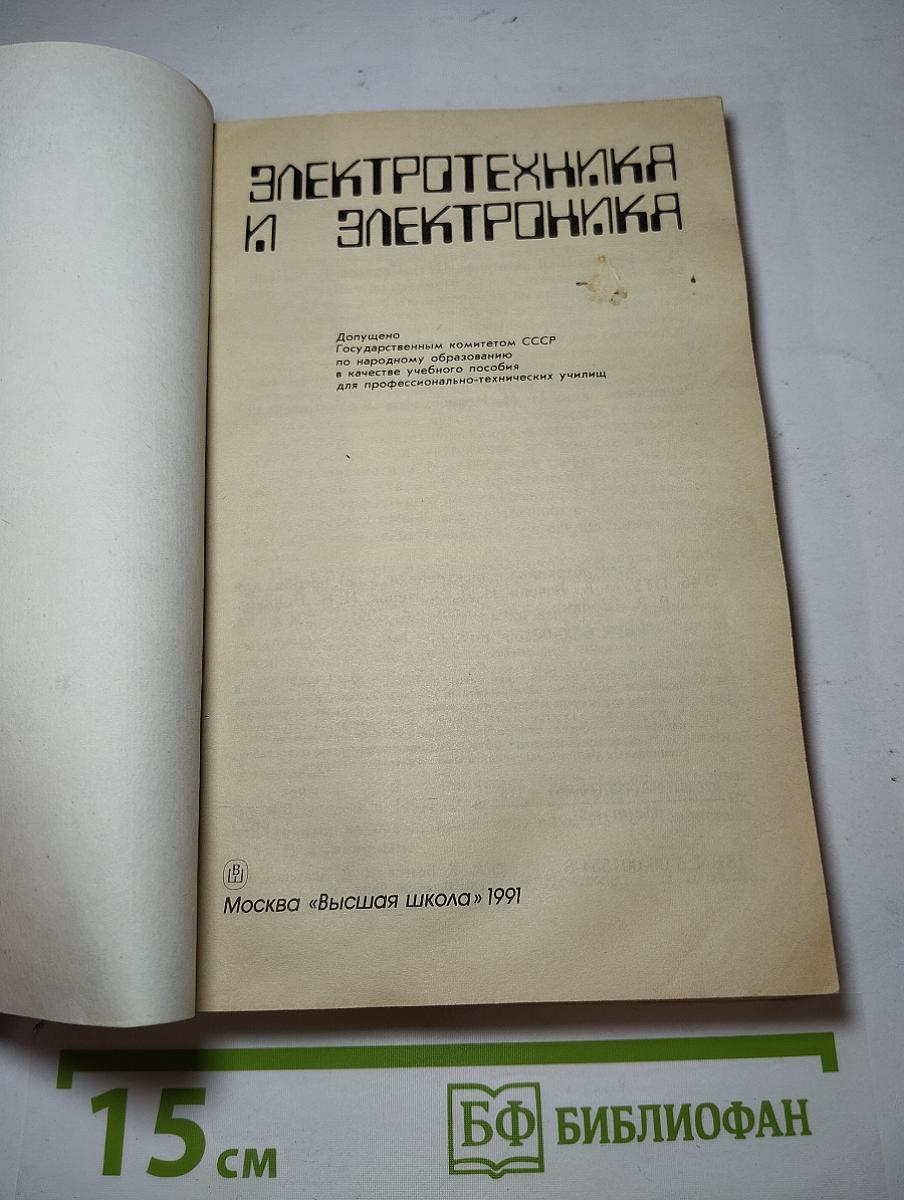 ЭЛЕКТРОТЕХНИКА
И ЭЛЕКТРОНИКА
Допущено
Государственным комитетом СССР
по народному образованию
в качестве учебного пособия
для профессионально-технических училищ
Москва «Высшая школа» 1991
15 см
БФ БИБЛИОФАН